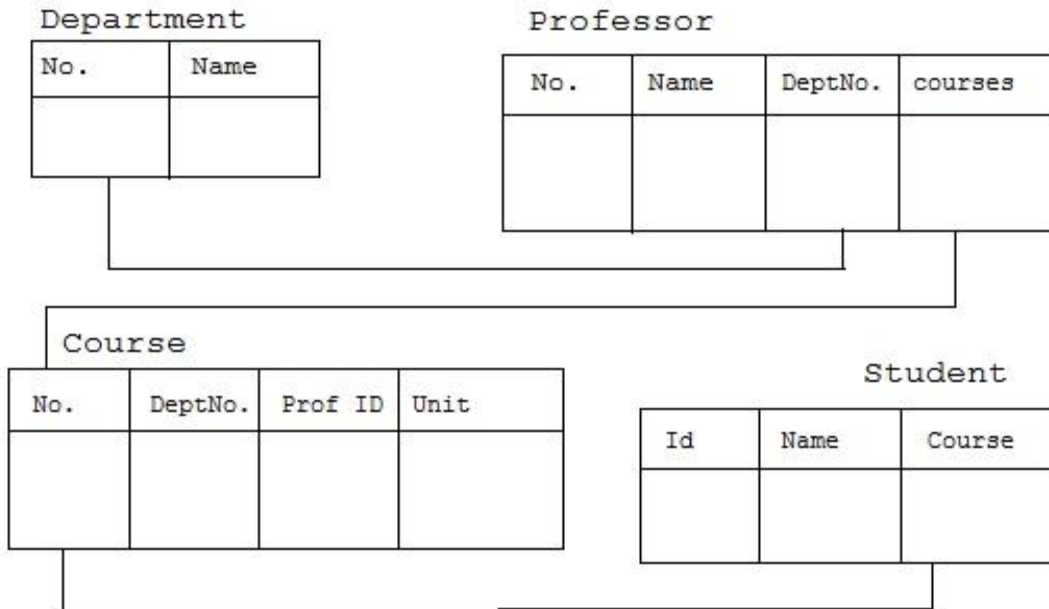 Department
No. Name
Professor
No. Name DeptNo. courses
Course
No. DeptNo. Prof ID Unit
Student
Id Name Course